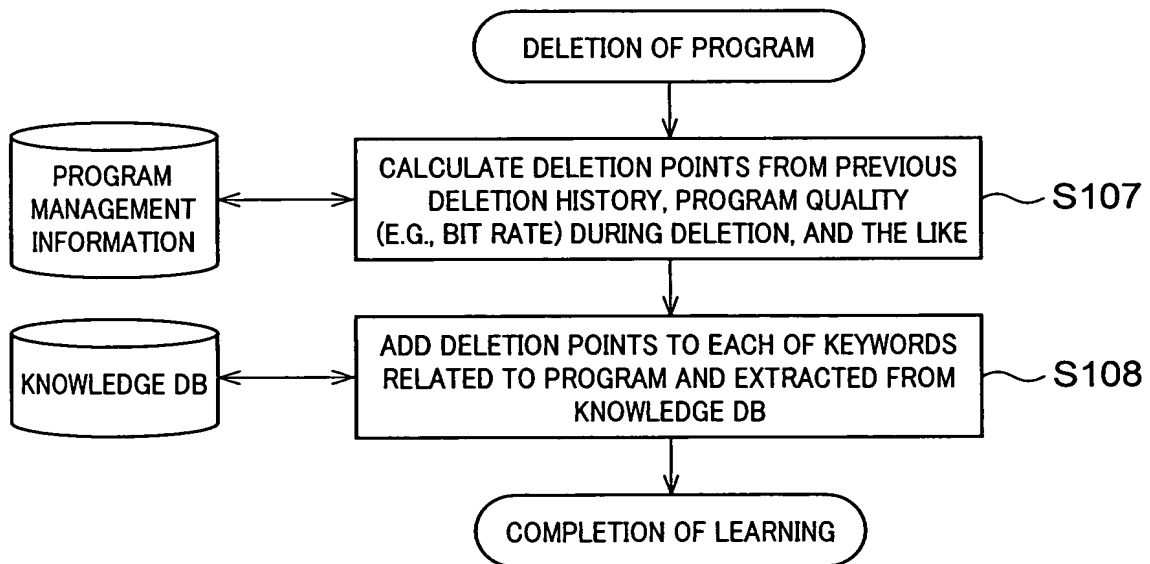 DELETION OF PROGRAM
PROGRAM
MANAGEMENT
INFORMATION
CALCULATE DELETION POINTS FROM PREVIOUS
DELETION HISTORY, PROGRAM QUALITY
(E.G., BIT RATE) DURING DELETION, AND THE LIKE
S107
KNOWLEDGE DB
ADD DELETION POINTS TO EACH OF KEYWORDS
RELATED TO PROGRAM AND EXTRACTED FROM
KNOWLEDGE DB
S108
COMPLETION OF LEARNING